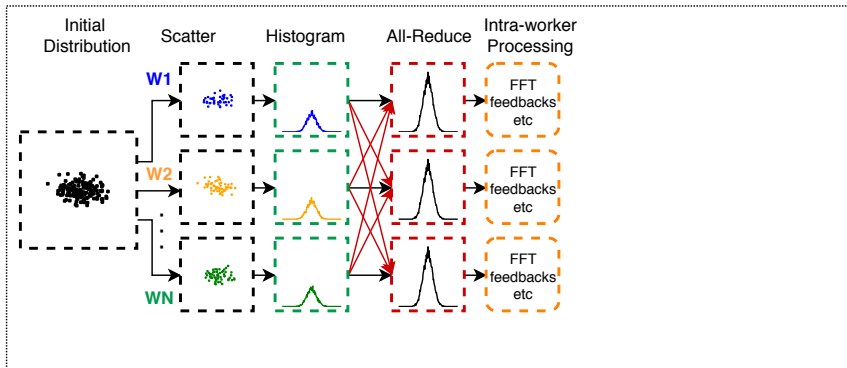 Initial
Distribution
Scatter
Histogram
All-Reduce
Intra-worker
Processing
W1
FFT
feedbacks
etc
W2
FFT
feedbacks
etc
WN
FFT
feedbacks
etc